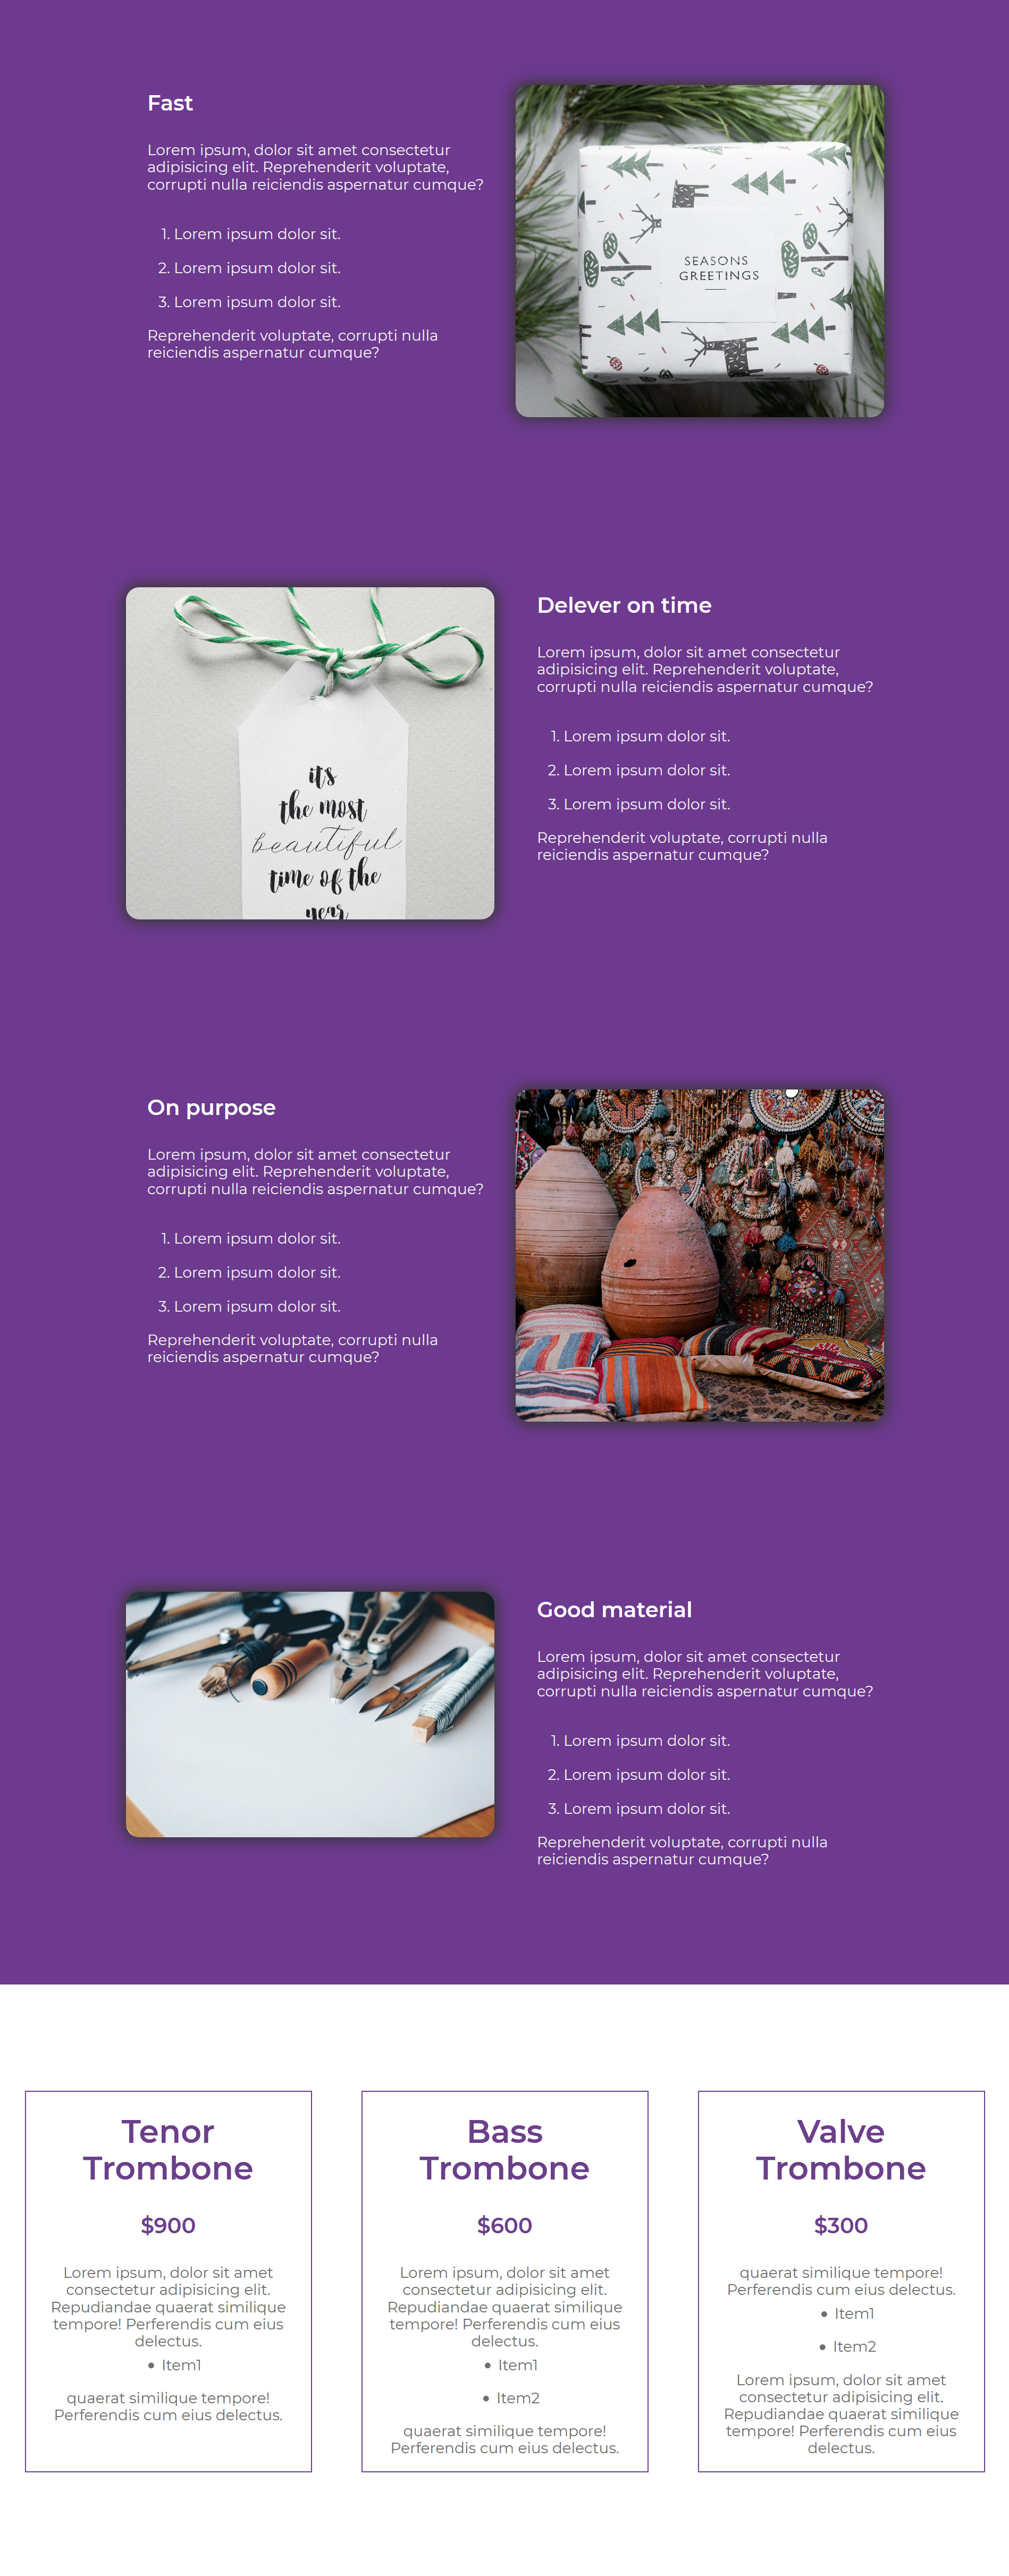 Fast
Lorem ipsum, dolor sit amet consectetur
adipisicing elit. Reprehenderit voluptate,
corrupti nulla reiciendis aspernatur cumque?
1. Lorem ipsum dolor sit.
2. Lorem ipsum dolor sit.
3. Lorem ipsum dolor sit.
Reprehenderit voluptate, corrupti nulla
reiciendis aspernatur cumque?
SEASONS
GREETINGS
it's
the most
beautiful
time of the
year
Delever on time
Lorem ipsum, dolor sit amet consectetur
adipisicing elit. Reprehenderit voluptate,
corrupti nulla reiciendis aspernatur cumque?
1. Lorem ipsum dolor sit.
2. Lorem ipsum dolor sit.
3. Lorem ipsum dolor sit.
Reprehenderit voluptate, corrupti nulla
reiciendis aspernatur cumque?
On purpose
Lorem ipsum, dolor sit amet consectetur
adipisicing elit. Reprehenderit voluptate,
corrupti nulla reiciendis aspernatur cumque?
1. Lorem ipsum dolor sit.
2. Lorem ipsum dolor sit.
3. Lorem ipsum dolor sit.
Reprehenderit voluptate, corrupti nulla
reiciendis aspernatur cumque?
Good material
Lorem ipsum, dolor sit amet consectetur
adipisicing elit. Reprehenderit voluptate,
corrupti nulla reiciendis aspernatur cumque?
1. Lorem ipsum dolor sit.
2. Lorem ipsum dolor sit.
3. Lorem ipsum dolor sit.
Reprehenderit voluptate, corrupti nulla
reiciendis aspernatur cumque?
Tenor
Trombone
$900
Lorem ipsum, dolor sit amet
consectetur adipisicing elit.
Repudiandae quaerat similique
tempore! Perferendis cum eius
delectus.
• Item1
quaerat similique tempore!
Perferendis cum eius delectus.
Bass
Trombone
$600
Lorem ipsum, dolor sit amet
consectetur adipisicing elit.
Repudiandae quaerat similique
tempore! Perferendis cum eius
delectus.
• Item1
• Item2
quaerat similique tempore!
Perferendis cum eius delectus.
Valve
Trombone
$300
quaerat similique tempore!
Perferendis cum eius delectus.
• Item1
• Item2
Lorem ipsum, dolor sit amet
consectetur adipisicing elit.
Repudiandae quaerat similique
tempore! Perferendis cum eius
delectus.